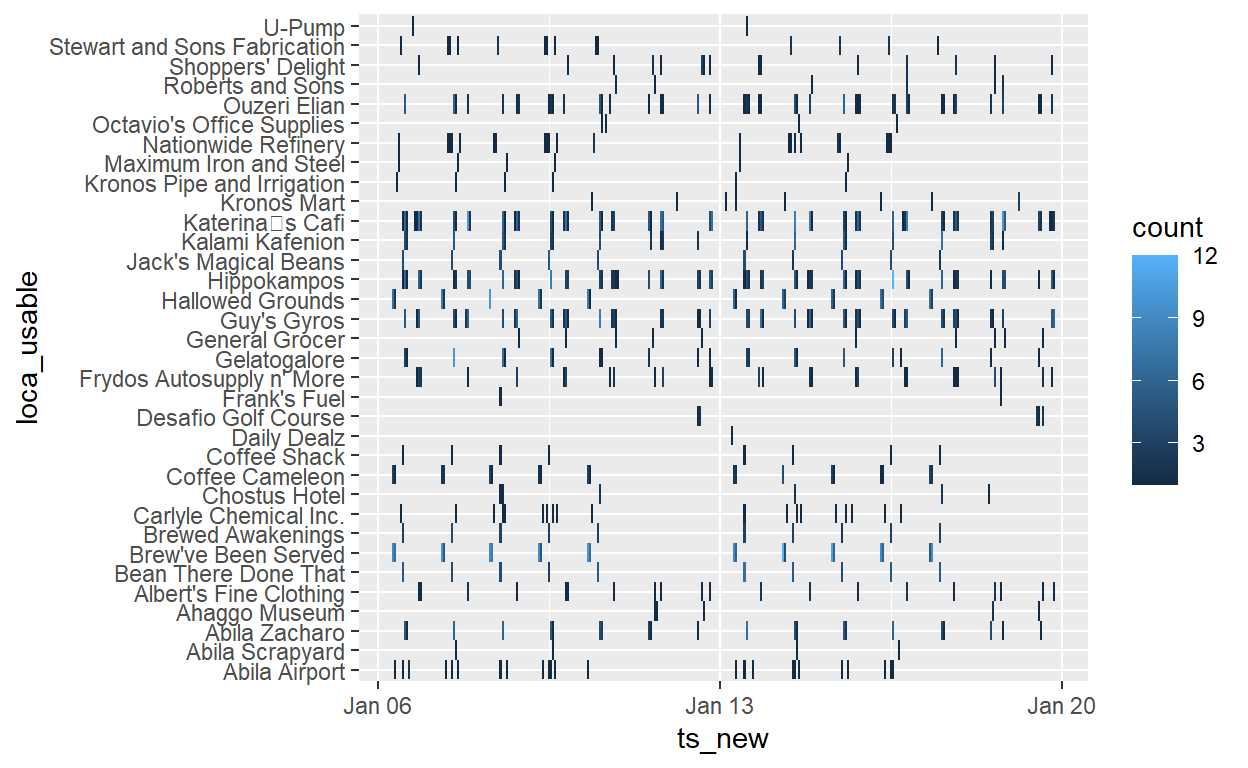 U-Pump
Stewart and Sons Fabrication
Shoppers' Delight
Roberts and Sons
Ouzeri Elian
Octavio's Office Supplies
Nationwide Refinery
Maximum Iron and Steel
Kronos Pipe and Irrigation
Kronos Mart
Katerina□s Cafi
Kalami Kafenion
Jack's Magical Beans
Hippokampos
Hallowed Grounds
Guy's Gyros
General Grocer
Gelatogalore
Frydos Autosupply n' More
Frank's Fuel
Desafio Golf Course
Daily Dealz
Coffee Shack
Coffee Cameleon
Chostus Hotel
Carlyle Chemical Inc.
Brewed Awakenings
Brew've Been Served
Bean There Done That
Albert's Fine Clothing
Ahaggo Museum
Abila Zacharo
Abila Scrapyard
Abila Airport
loca_usable
Jan 06
Jan 13
Jan 20
ts_new
count
12
9
6
3